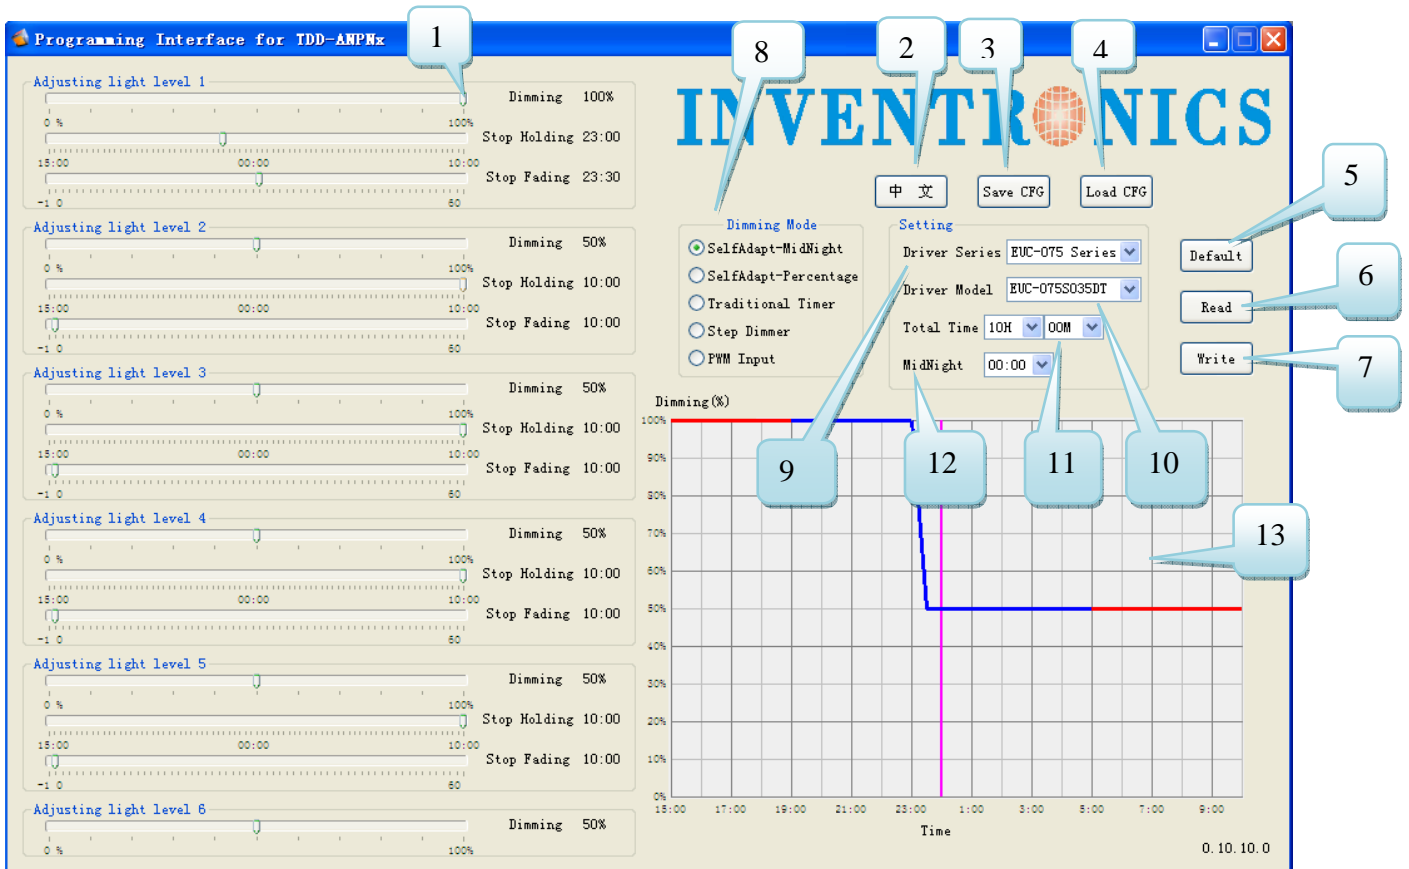 Programming Interface for TDD-ANPNx
1
2
3
4
5
6
7
8
9
10
11
12
13
INVENTRONICS
Adjusting light level 1
Dimming 100%
0 % 100%
Stop Holding 23:00
15:00 00:00 10:00
Stop Fading 23:30
-1 0 60
Adjusting light level 2
Dimming 50%
0 % 100%
Stop Holding 10:00
15:00 00:00 10:00
Stop Fading 10:00
-1 0 60
Adjusting light level 3
Dimming 50%
0 % 100%
Stop Holding 10:00
15:00 00:00 10:00
Stop Fading 10:00
-1 0 60
Adjusting light level 4
Dimming 50%
0 % 100%
Stop Holding 10:00
15:00 00:00 10:00
Stop Fading 10:00
-1 0 60
Adjusting light level 5
Dimming 50%
0 % 100%
Stop Holding 10:00
15:00 00:00 10:00
Stop Fading 10:00
-1 0 60
Adjusting light level 6
Dimming 50%
0 % 100%
中 文 Save CFG Load CFG
Dimming Mode
SelfAdapt-MidNight
SelfAdapt-Percentage
Traditional Timer
Step Dimmer
PWM Input
Setting
Driver Series EUC-075 Series
Driver Model EUC-075S035DT
Total Time 10H 00M
MidNight 00:00
Default
Read
Write
Dimming(%)
100%
90%
80%
70%
60%
50%
40%
30%
20%
10%
0%
15:00 17:00 19:00 21:00 23:00 1:00 3:00 5:00 7:00 9:00
Time
0.10.10.0